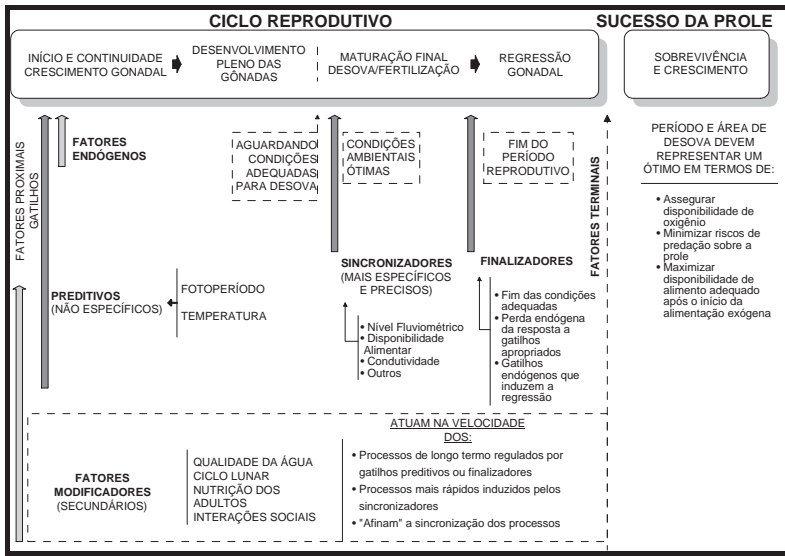 CICLO REPRODUTIVO
SUCESSO DA PROLE
INÍCIO E CONTINUIDADE
CRESCIMENTO GONADAL
DESENVOLVIMENTO
PLENO DAS
GÔNADAS
MATURAÇÃO FINAL
DESOVA/FERTILIZAÇÃO
REGRESSÃO
GONADAL
SOBREVIVÊNCIA
E CRESCIMENTO
FATORES PROXIMAIS
GATILHOS
FATORES
ENDÓGENOS
AGUARDANDO
CONDIÇÕES
ADEQUADAS
PARA DESOVA
CONDIÇÕES
AMBIENTAIS
ÓTIMAS
FIM DO
PERÍODO
REPRODUTIVO
FATORES TERMINAIS
PERÍODO E ÁREA DE
DESOVA DEVEM
REPRESENTAR UM
ÓTIMO EM TERMOS DE:
• Assegurar
disponibilidade de
oxigênio
• Minimizar riscos de
predação sobre a
prole
• Maximizar
disponibilidade de
alimento adequado
após o início da
alimentação exógena
PREDITIVOS
(NÃO ESPECÍFICOS)
FOTOPERÍODO
TEMPERATURA
SINCRONIZADORES
(MAIS ESPECÍFICOS
E PRECISOS)
• Nível Fluviométrico
• Disponibilidade
Alimentar
• Condutividade
• Outros
FINALIZADORES
• Fim das condições
adequadas
• Perda endógena
da resposta a
gatilhos
apropriados
• Gatilhos
endógenos que
induzem a
regressão
FATORES
MODIFICADORES
(SECUNDÁRIOS)
QUALIDADE DA ÁGUA
CICLO LUNAR
NUTRIÇÃO DOS
ADULTOS
INTERAÇÕES SOCIAIS
ATUAM NA VELOCIDADE
DOS:
• Processos de longo termo regulados por
gatilhos preditivos ou finalizadores
• Processos mais rápidos induzidos pelos
sincronizadores
• "Afinam" a sincronização dos processos